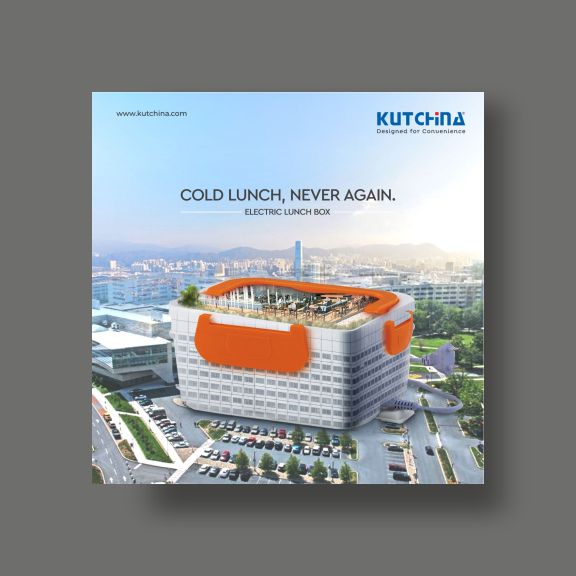 www.kutchina.com
KUTCHiNA®
Designed for Convenience
COLD LUNCH, NEVER AGAIN.
ELECTRIC LUNCH BOX